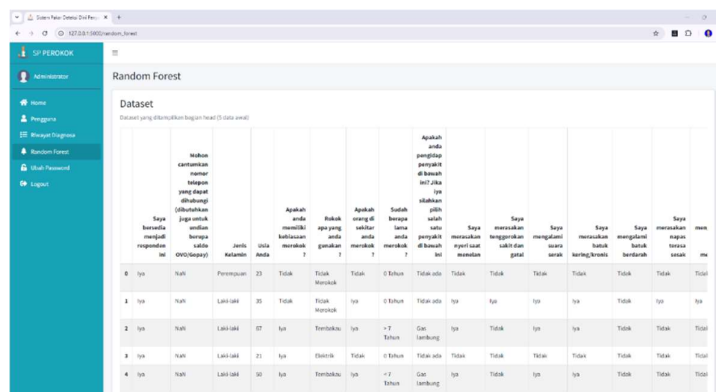 Sistem Pakar Deteksi Dini Peru
127.0.0.1:5000/random_forest
SP PEROKOK
Administrator
Home
Pengguna
Riwayat Diagnosa
Random Forest
Ubah Password
Logout
Random Forest
Dataset
Dataset yang ditampilkan bagian head (5 data awal)
Saya bersedia menjadi responden ini
Mohon cantumkan nomor telepon yang dapat dihubungi (dibutuhkan juga untuk undian berupa saldo OVO/Gopay)
Jenis Kelamin
Usia Anda
Apakah anda memiliki kebiasaan merokok ?
Rokok apa yang anda gunakan ?
Apakah orang di sekitar anda merokok ?
Sudah berapa lama anda merokok ?
Apakah anda pengidap penyakit di bawah ini? Jika iya silahkan pilih salah satu penyakit di bawah ini
Saya merasakan nyeri saat menelan
Saya merasakan tenggorokan sakit dan gatal
Saya mengalami suara serak
Saya merasakan batuk kering/kronis
Saya mengalami batuk berdarah
Saya merasakan napas terasa sesak
0 Iya NaN Perempuan 23 Tidak Tidak Merokok Iya 0 Tahun Tidak ada Tidak Tidak Tidak Tidak Tidak Tidak Tidak
1 Iya NaN Laki-laki 35 Tidak Tidak Merokok Iya 0 Tahun Tidak ada Iya Iya Iya Iya Tidak Iya Iya
2 Iya NaN Laki-laki 67 Iya Tembakau Iya > 7 Tahun Gas lambung Iya Tidak Iya Iya Tidak Tidak Tidak
3 Iya NaN Laki-laki 21 Iya Elektrik Tidak 0 Tahun Tidak ada Tidak Tidak Tidak Tidak Tidak Tidak Tidak
4 Iya NaN Laki-laki 50 Iya Tembakau Iya < 7 Tahun Gas lambung Iya Tidak Iya Iya Tidak Tidak Tidak